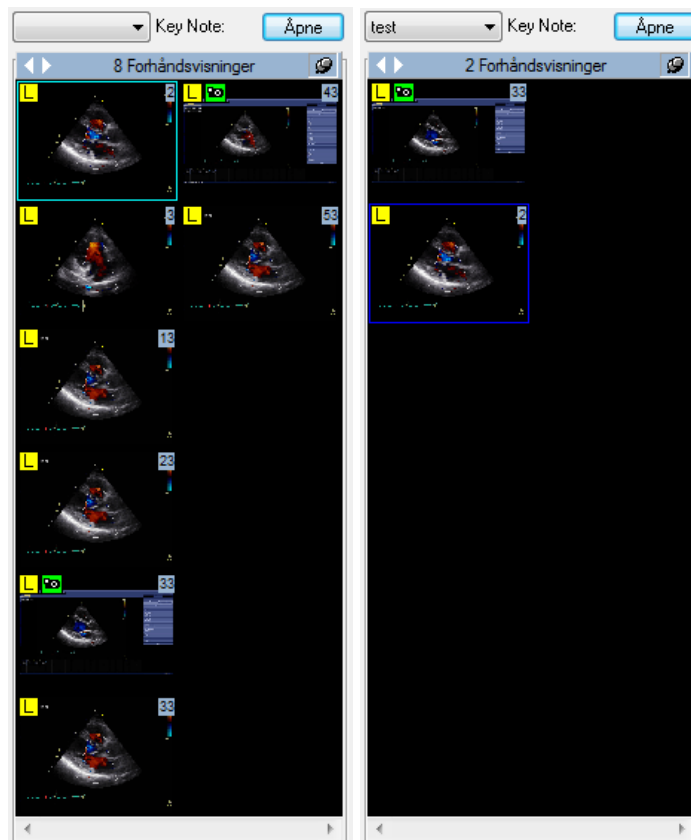 Key Note: Åpne
8 Forhåndsvisninger
L 2 L 43
L 3 L 53
L 13
L 23
L 33
L 33
test Key Note: Åpne
2 Forhåndsvisninger
L 33
L 2